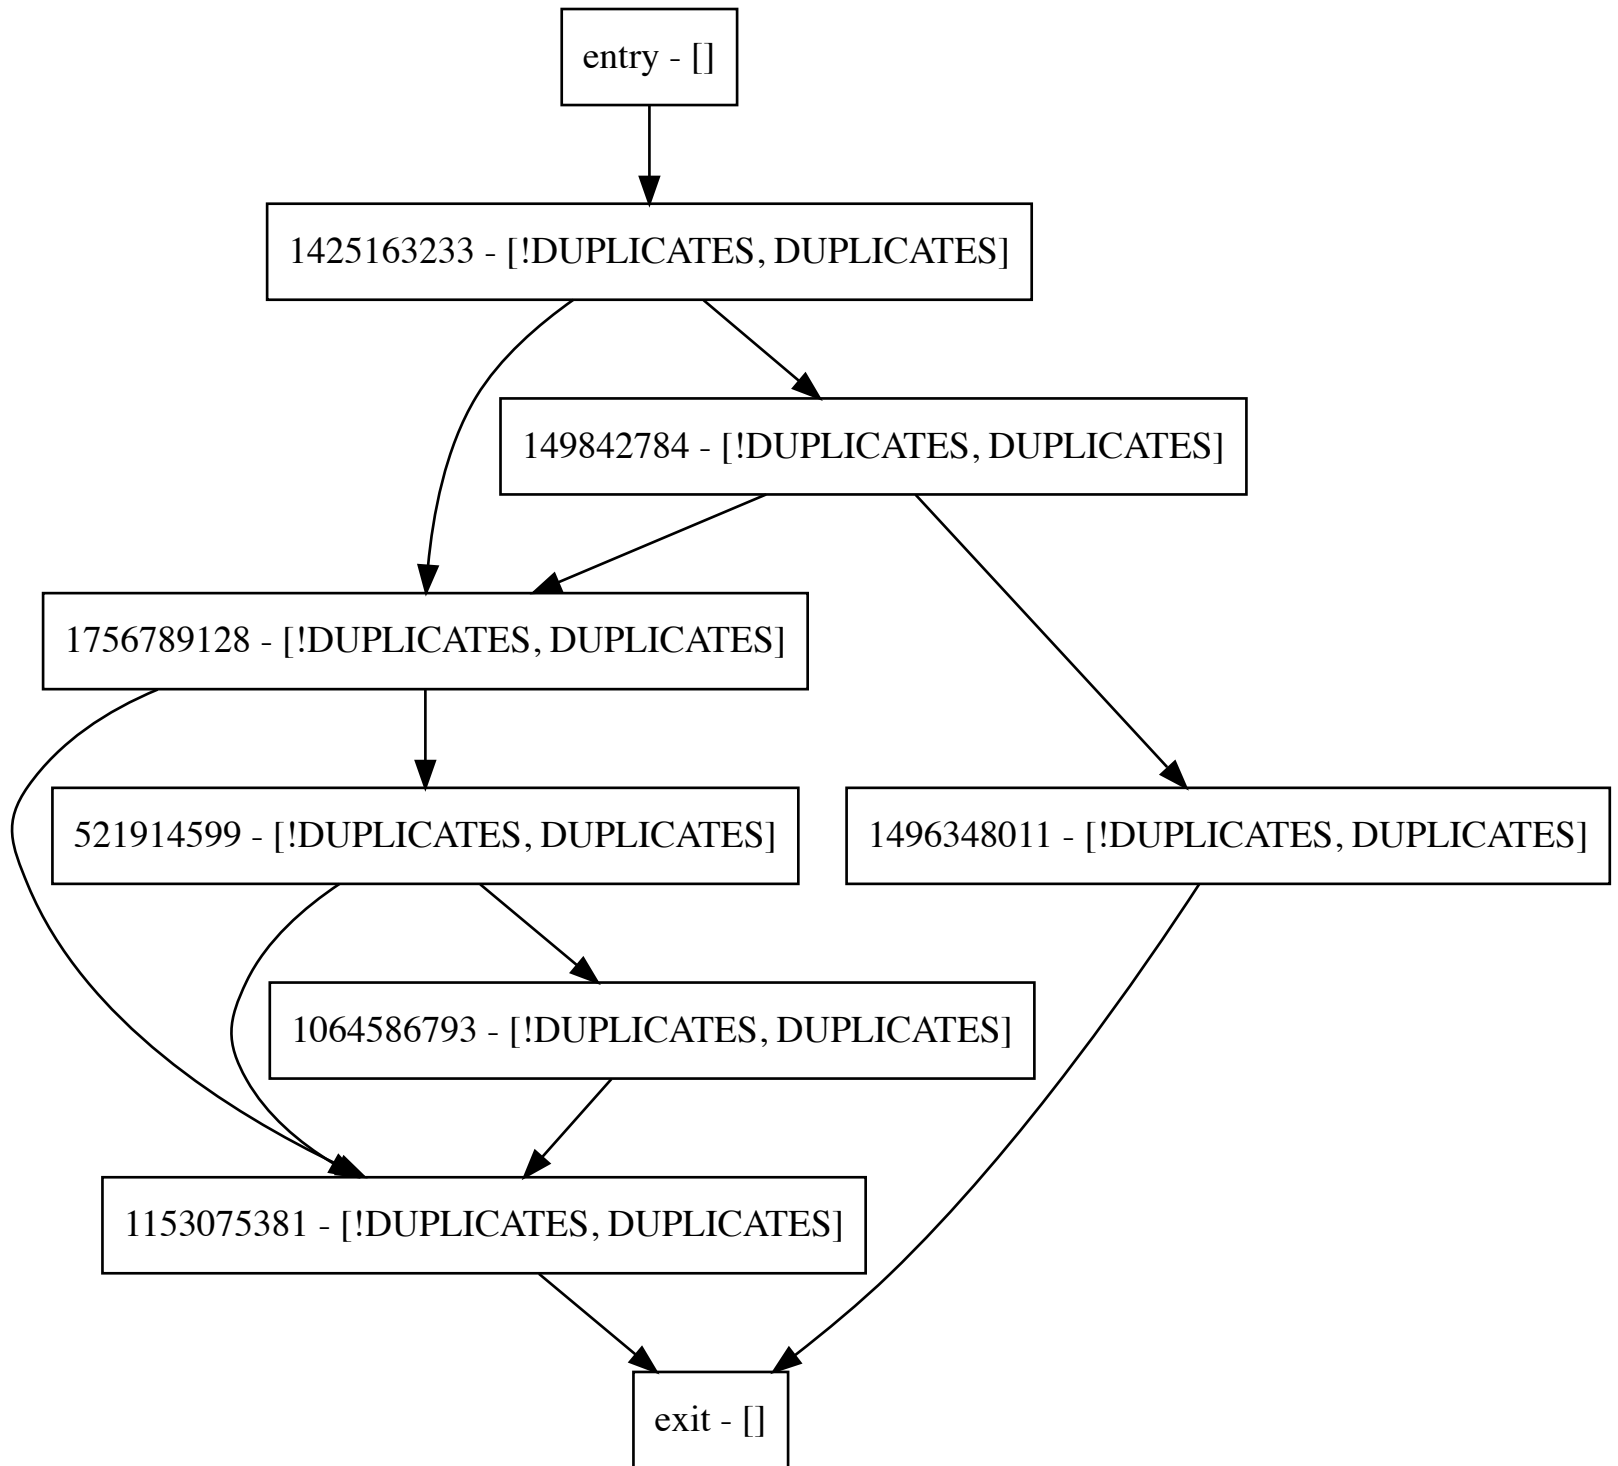 entry - []
1425163233 - [!DUPLICATES, DUPLICATES]
149842784 - [!DUPLICATES, DUPLICATES]
1756789128 - [!DUPLICATES, DUPLICATES]
521914599 - [!DUPLICATES, DUPLICATES]
1496348011 - [!DUPLICATES, DUPLICATES]
1064586793 - [!DUPLICATES, DUPLICATES]
1153075381 - [!DUPLICATES, DUPLICATES]
exit - []